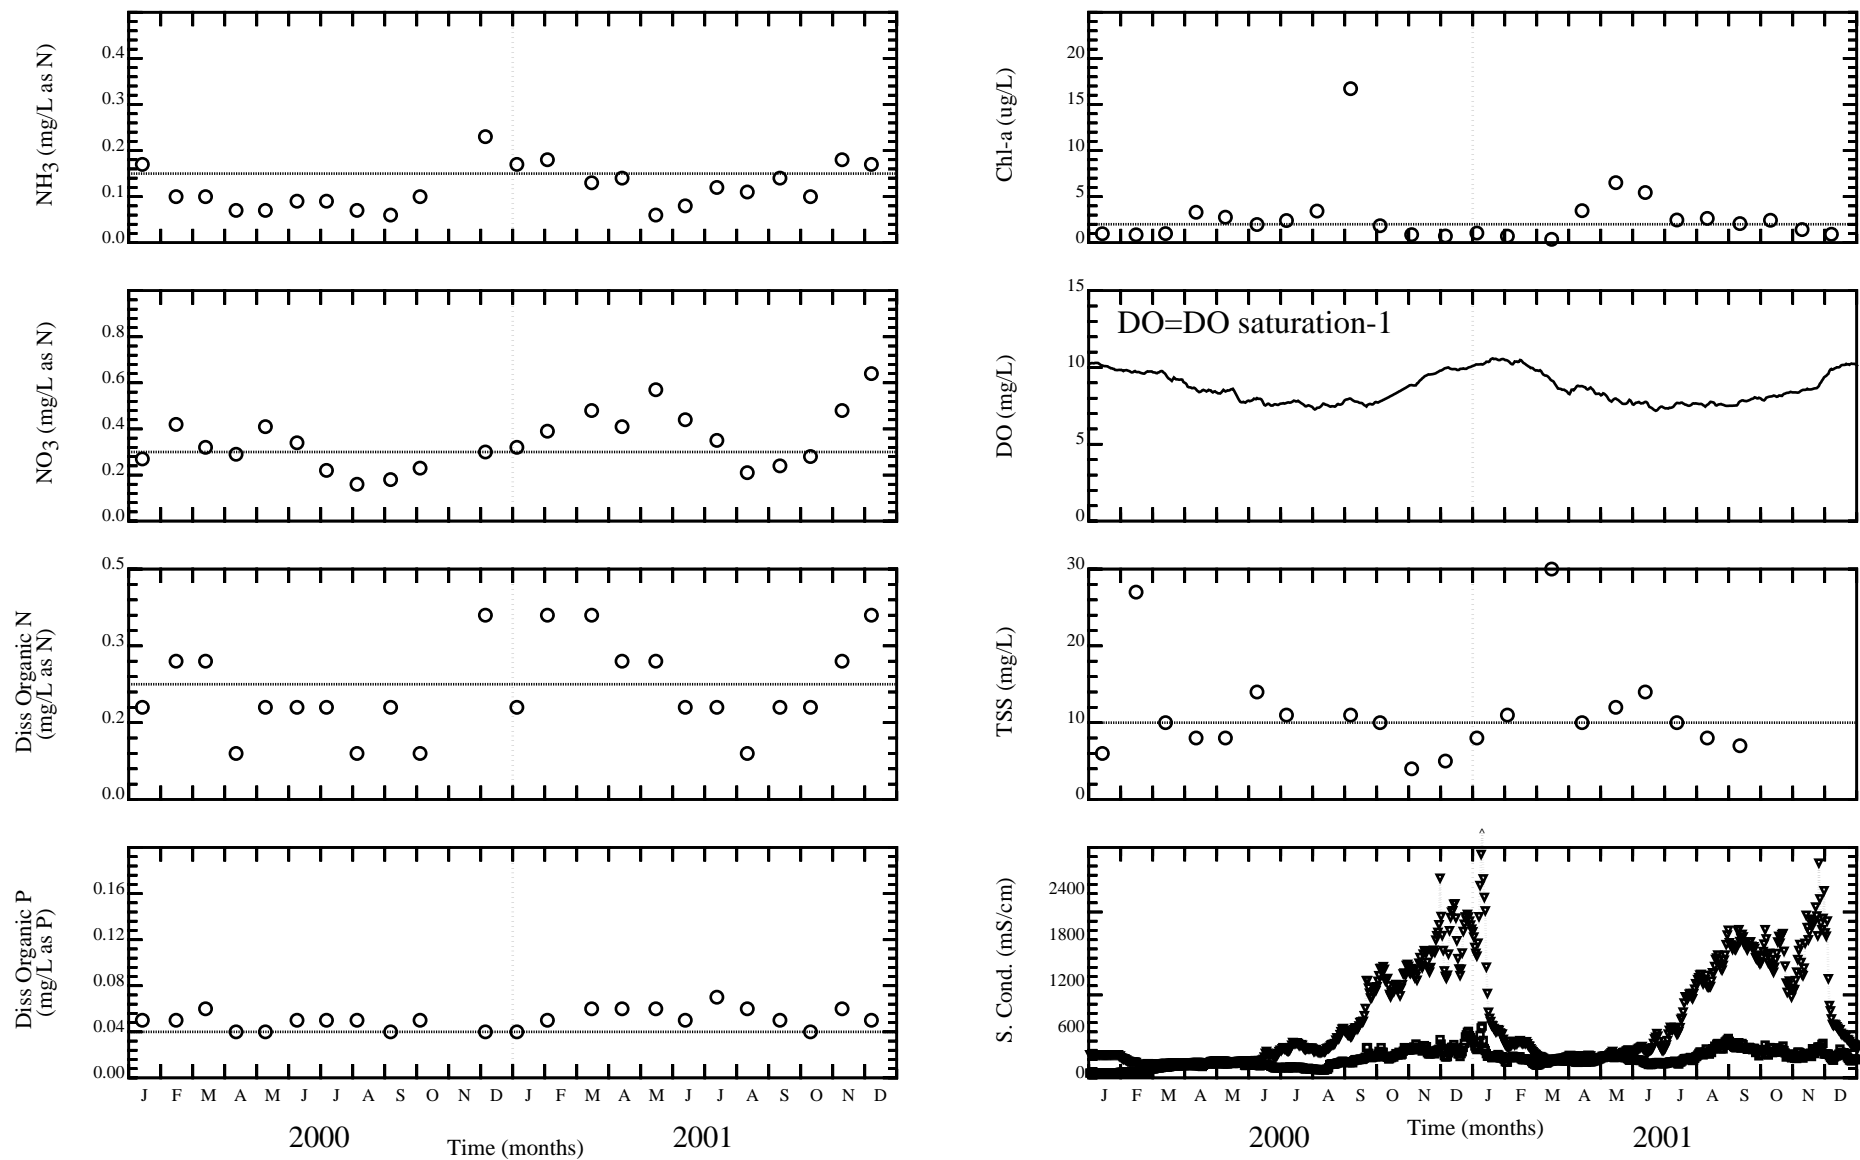 NH3 (mg/L as N)
0.4
0.3
0.2
0.1
0.0
NO3 (mg/L as N)
0.8
0.6
0.4
0.2
0.0
Diss Organic N
(mg/L as N)
0.5
0.3
0.2
0.0
Diss Organic P
(mg/L as P)
0.16
0.12
0.08
0.04
0.00
J F M A M J J A S O N D J F M A M J J A S O N D
2000 Time (months) 2001
Chl-a (ug/L)
20
15
10
5
0
DO (mg/L)
15
10
5
0
DO=DO saturation-1
TSS (mg/L)
30
20
10
0
S. Cond. (mS/cm)
2400
1800
1200
600
0
^
J F M A M J J A S O N D J F M A M J J A S O N D
2000 Time (months) 2001